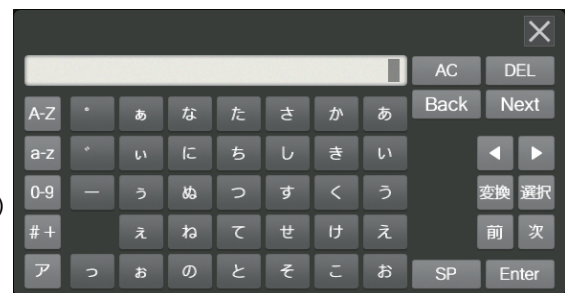 ×
AC DEL
A-Z ゜ ぁ な た さ か あ Back Next
a-z ゛ ぃ に ち し き い ◀ ▶
0-9 ー ぅ ぬ つ す く う 変換 選択
)
#+ ぇ ね て せ け え 前 次
ア っ ぉ の と そ こ お SP Enter